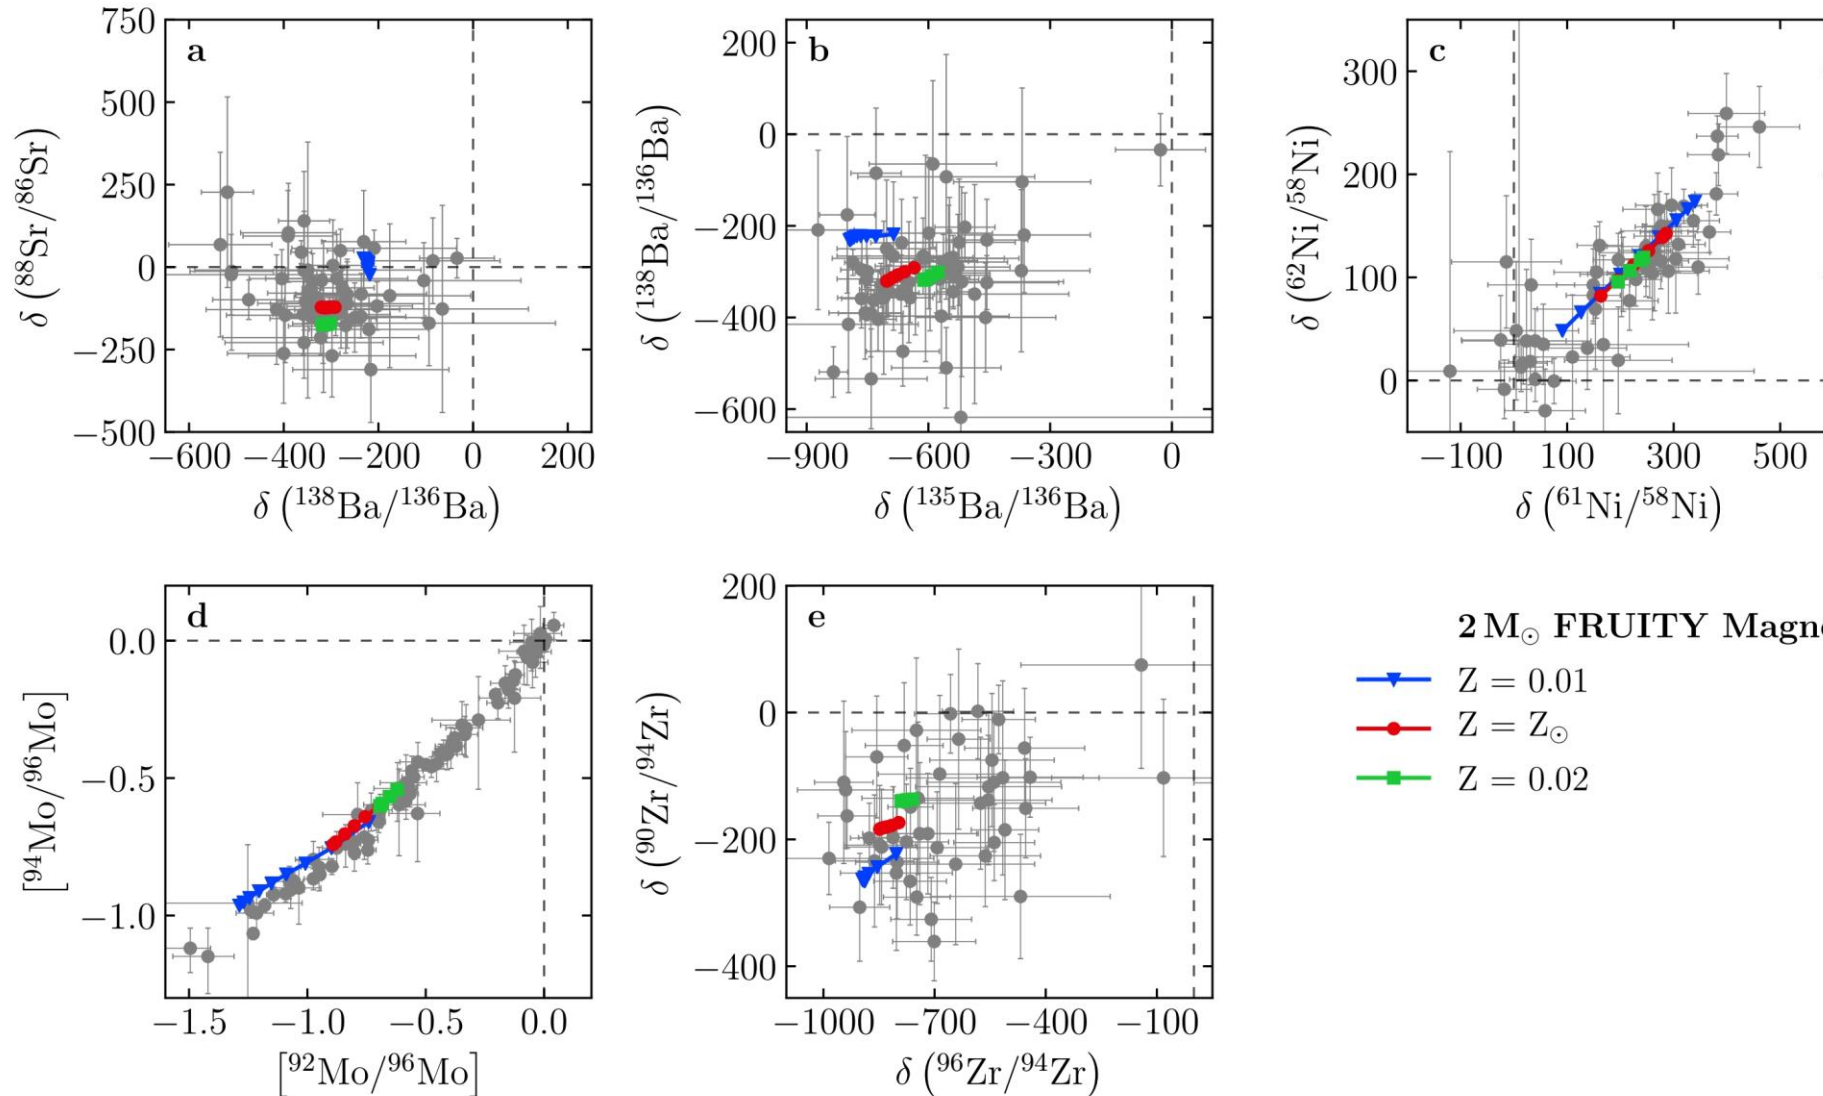 a
750
500
250
0
−250
−500
−600 −400 −200 0 200
δ (⁸⁸Sr/⁸⁶Sr)
δ (¹³⁸Ba/¹³⁶Ba)
b
200
0
−200
−400
−600
−900 −600 −300 0
δ (¹³⁸Ba/¹³⁶Ba)
δ (¹³⁵Ba/¹³⁶Ba)
c
300
200
100
0
−100 100 300 500
δ (⁶²Ni/⁵⁸Ni)
δ (⁶¹Ni/⁵⁸Ni)
d
0.0
−0.5
−1.0
−1.5 −1.0 −0.5 0.0
[⁹⁴Mo/⁹⁶Mo]
[⁹²Mo/⁹⁶Mo]
e
200
0
−200
−400
−1000 −700 −400 −100
δ (⁹⁰Zr/⁹⁴Zr)
δ (⁹⁶Zr/⁹⁴Zr)
2 M☉ FRUITY Magn
Z = 0.01
Z = Z☉
Z = 0.02